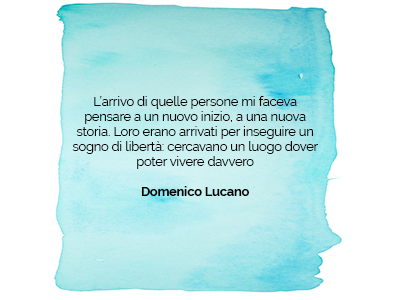 L'arrivo di quelle persone mi faceva
pensare a un nuovo inizio, a una nuova
storia. Loro erano arrivati per inseguire un
sogno di libertà: cercavano un luogo dover
poter vivere davvero
Domenico Lucano